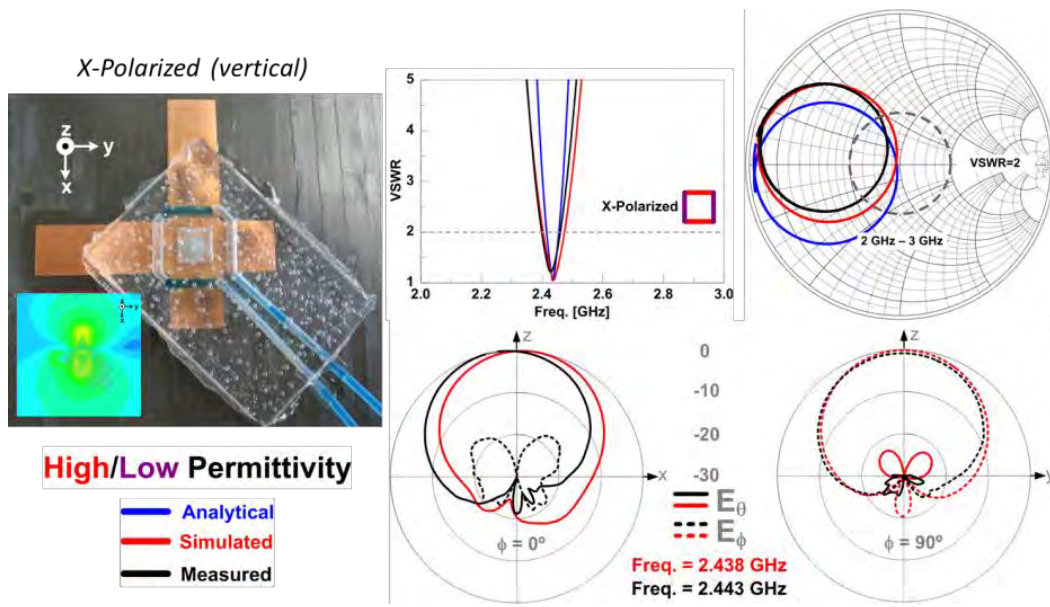 X-Polarized (vertical)
z
y
x
High/Low Permittivity
Analytical
Simulated
Measured
5
4
3
2
1
VSWR
2.0 2.2 2.4 2.6 2.8 3.0
Freq. [GHz]
X-Polarized
VSWR=2
2 GHz – 3 GHz
z
x
ϕ = 0º
0
-10
-20
-30
Eθ
Eϕ
Freq. = 2.438 GHz
Freq. = 2.443 GHz
z
y
ϕ = 90º